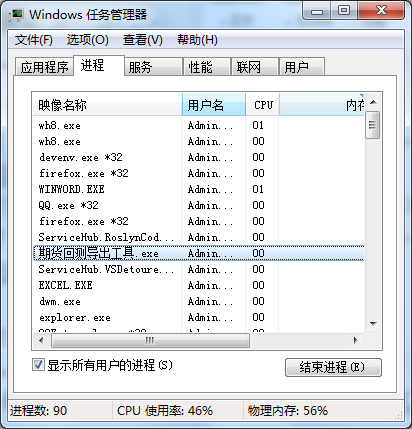 Windows 任务管理器
文件(F) 选项(O) 查看(V) 帮助(H)
应用程序 进程 服务 性能 联网 用户
映像名称 用户名 CPU 内存
wh8.exe Admin... 01
wh8.exe Admin... 00
devenv.exe *32 Admin... 00
firefox.exe *32 Admin... 00
WINWORD.EXE Admin... 01
QQ.exe *32 Admin... 00
firefox.exe *32 Admin... 00
ServiceHub.RoslynCod... Admin... 00
期货回测导出工具.exe Admin... 00
ServiceHub.VSDetoure... Admin... 00
EXCEL.EXE Admin... 00
dwm.exe Admin... 00
explorer.exe Admin... 00
显示所有用户的进程(S) 结束进程(E)
进程数: 90 CPU 使用率: 46% 物理内存: 56%